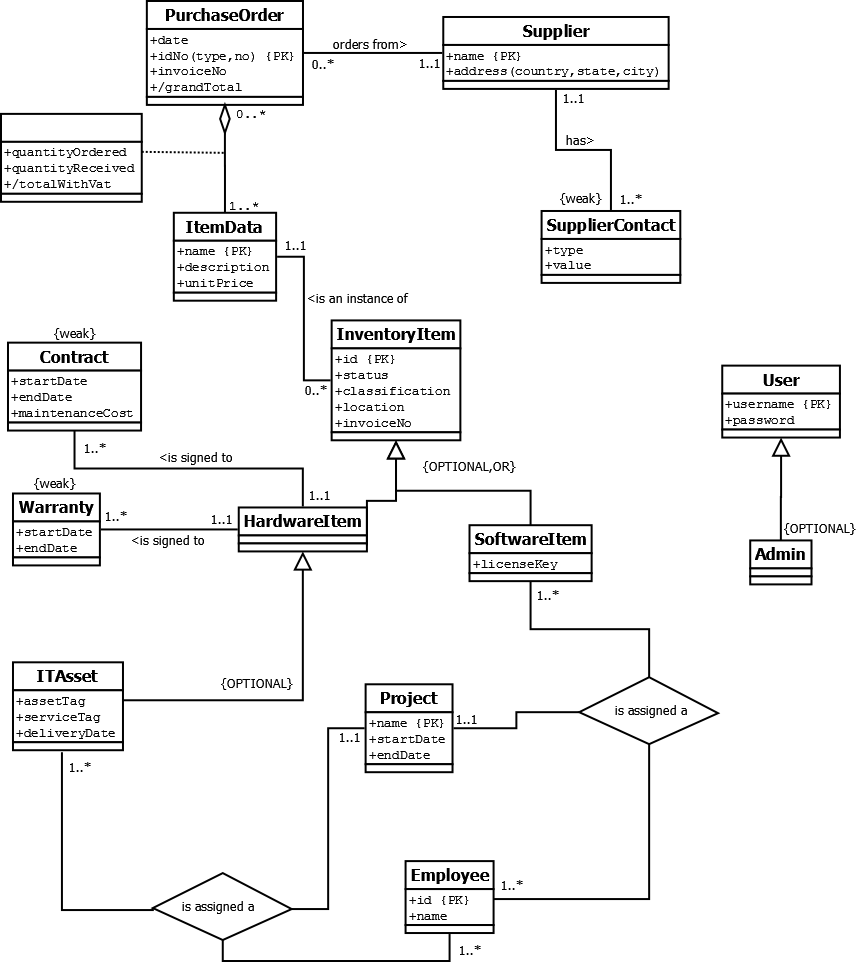 PurchaseOrder
+date
+idNo(type,no) {PK}
+invoiceNo
+/grandTotal
orders from>
0..*
1..1
Supplier
+name {PK}
+address(country,state,city)
1..1
has>
{weak}
1..*
SupplierContact
+type
+value
0..*
+quantityOrdered
+quantityReceived
+/totalWithVat
1..*
ItemData
+name {PK}
+description
+unitPrice
1..1
<is an instance of
0..*
InventoryItem
+id {PK}
+status
+classification
+location
+invoiceNo
{weak}
Contract
+startDate
+endDate
+maintenanceCost
1..*
<is signed to
1..1
{OPTIONAL,OR}
User
+username {PK}
+password
{OPTIONAL}
Admin
{weak}
Warranty
+startDate
+endDate
1..*
1..1
<is signed to
HardwareItem
SoftwareItem
+licenseKey
1..*
ITAsset
+assetTag
+serviceTag
+deliveryDate
{OPTIONAL}
1..*
Project
+name {PK}
+startDate
+endDate
1..1
1..1
is assigned a
is assigned a
Employee
+id {PK}
+name
1..*
1..*